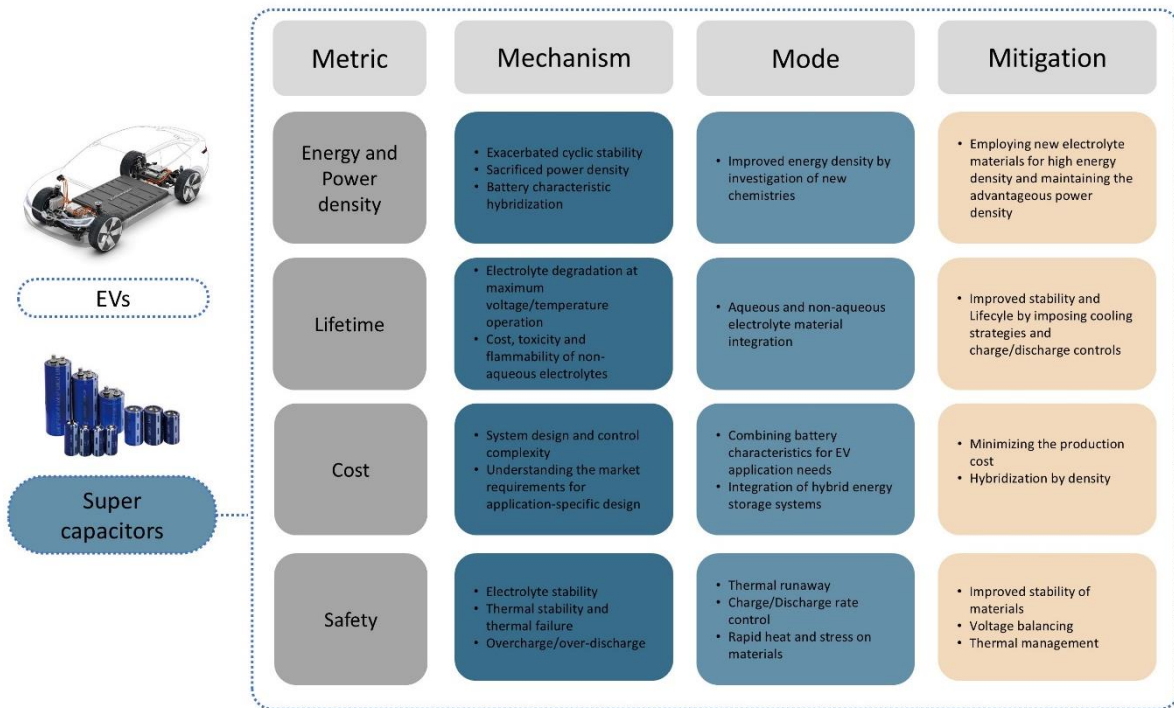 Metric
Mechanism
Mode
Mitigation
Energy and
Power
density
• Exacerbated cyclic stability
• Sacrificed power density
• Battery characteristic
hybridization
• Improved energy density by
investigation of new
chemistries
• Employing new electrolyte
materials for high energy
density and maintaining the
advantageous power
density
EVs
Lifetime
• Electrolyte degradation at
maximum
voltage/temperature
operation
• Cost, toxicity and
flammability of non-
aqueous electrolytes
• Aqueous and non-aqueous
electrolyte material
integration
• Improved stability and
Lifecyle by imposing cooling
strategies and
charge/discharge controls
Super
capacitors
Cost
• System design and control
complexity
• Understanding the market
requirements for
application-specific design
• Combining battery
characteristics for EV
application needs
• Integration of hybrid energy
storage systems
• Minimizing the production
cost
• Hybridization by density
Safety
• Electrolyte stability
• Thermal stability and
thermal failure
• Overcharge/over-discharge
• Thermal runaway
• Charge/Discharge rate
control
• Rapid heat and stress on
materials
• Improved stability of
materials
• Voltage balancing
• Thermal management